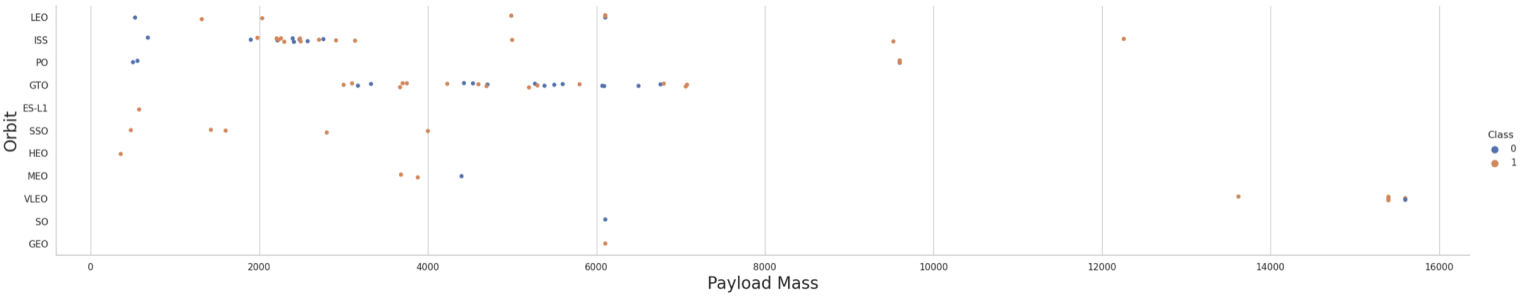 Orbit
LEO
ISS
PO
GTO
ES-L1
SSO
HEO
MEO
VLEO
SO
GEO
0 2000 4000 6000 8000 10000 12000 14000 16000
Payload Mass
Class
0
1